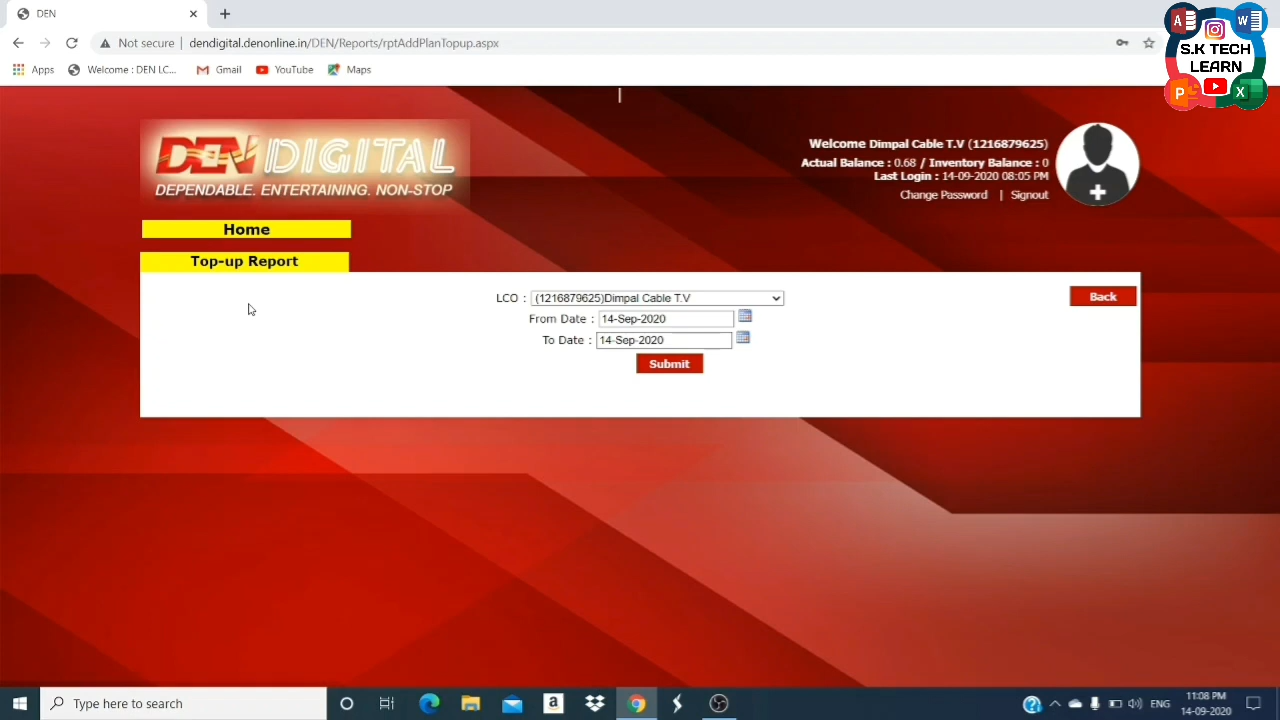 DEN
Not secure | dendigital.denonline.in/DEN/Reports/rptAddPlanTopup.aspx
Apps Welcome : DEN LC... Gmail YouTube Maps
S.K TECH
LEARN
DEN DIGITAL
DEPENDABLE. ENTERTAINING. NON-STOP
Welcome Dimpal Cable T.V (1216879625)
Actual Balance : 0.68 / Inventory Balance : 0
Last Login : 14-09-2020 08:05 PM
Change Password | Signout
Home
Top-up Report
LCO : (1216879625)Dimpal Cable T.V
Back
From Date : 14-Sep-2020
To Date : 14-Sep-2020
Submit
Type here to search
ENG
11:08 PM
14-09-2020